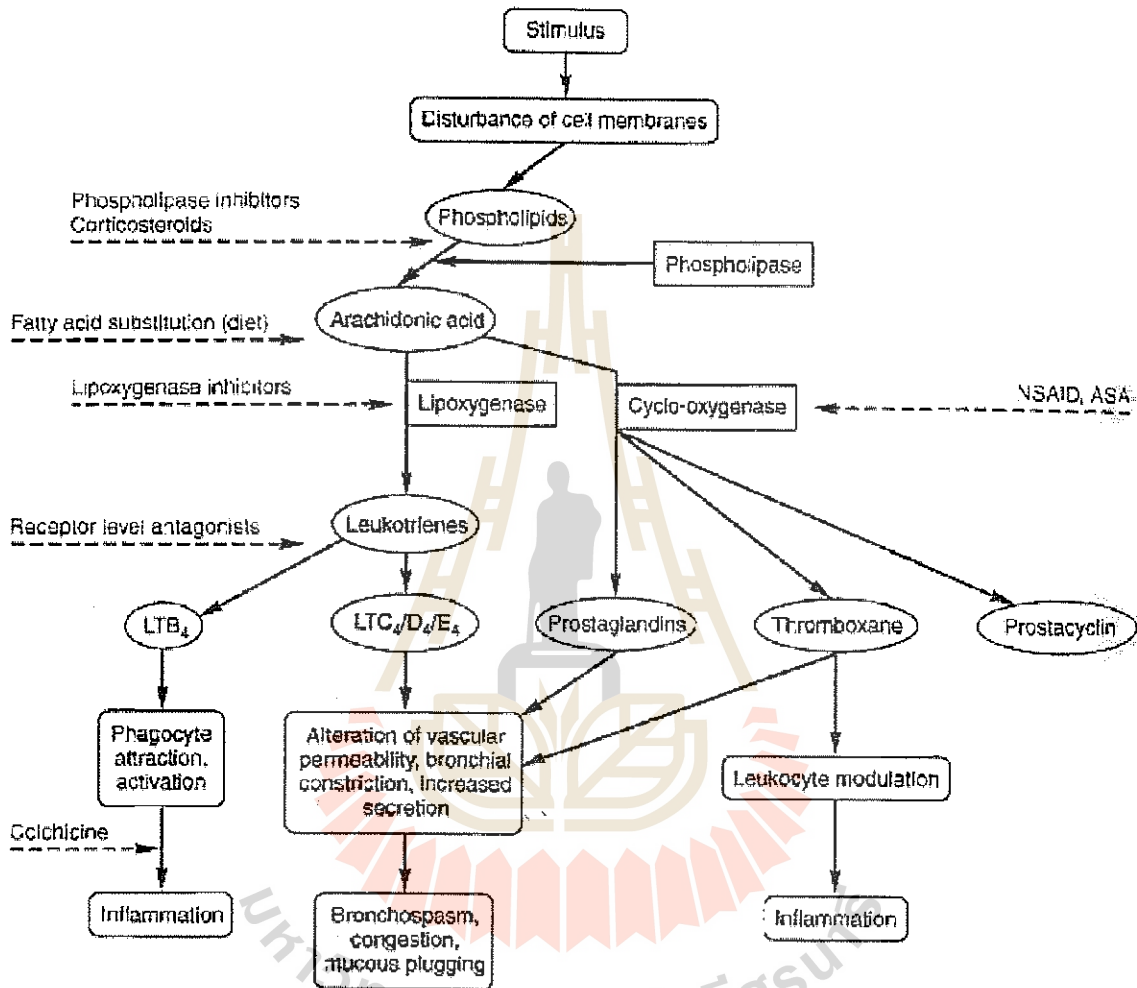 Stimulus
Disturbance of cell membranes
Phospholipase inhibitors
Corticosteroids
Phospholipids
Phospholipase
Fatty acid substitution (diet)
Arachidonic acid
Lipoxygenase inhibitors
Lipoxygenase
Cyclo-oxygenase
NSAID, ASA
Receptor level antagonists
Leukotrienes
LTB₄
LTC₄/D₄/E₄
Prostaglandins
Thromboxane
Prostacyclin
Phagocyte
attraction,
activation
Alteration of vascular
permeability, bronchial
constriction, increased
secretion
Leukocyte modulation
Colchicine
Inflammation
Bronchospasm,
congestion,
mucous plugging
Inflammation